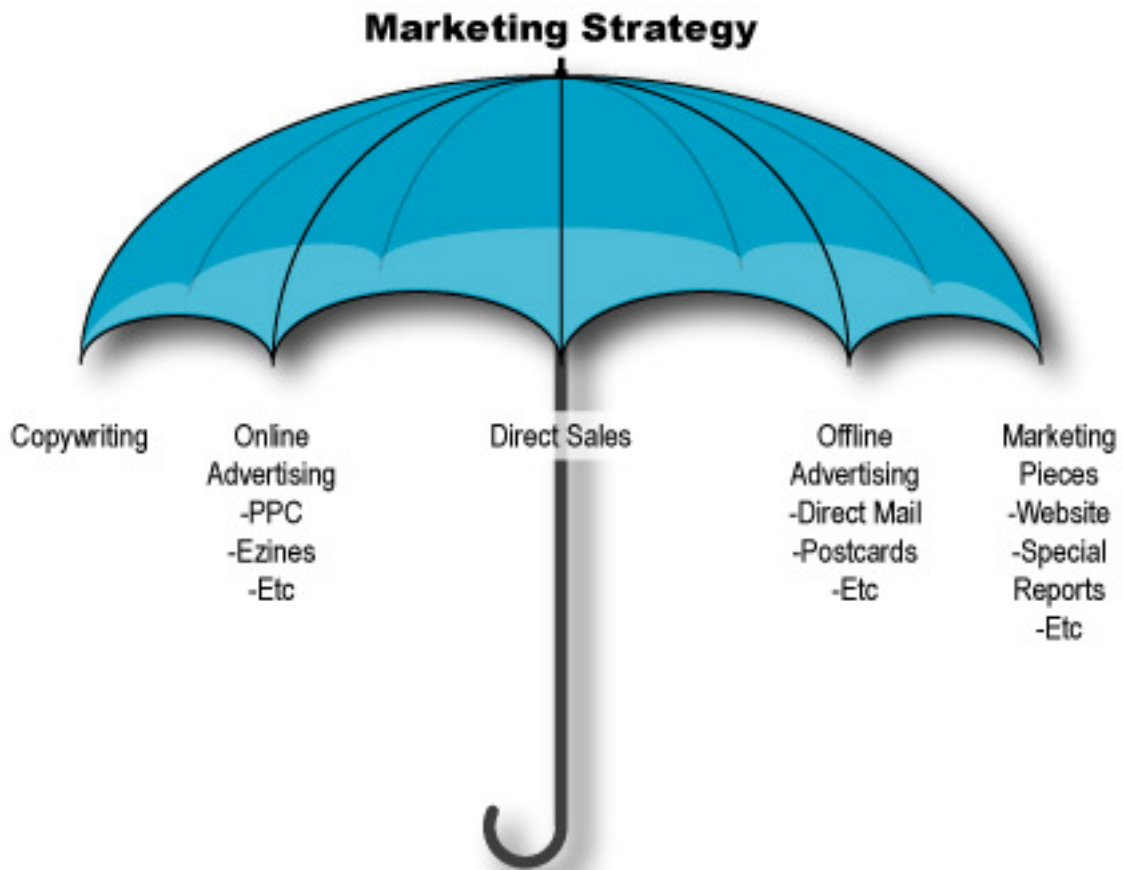 Marketing Strategy
Copywriting
Online
Advertising
-PPC
-Ezines
-Etc
Direct Sales
Offline
Advertising
-Direct Mail
-Postcards
-Etc
Marketing
Pieces
-Website
-Special
Reports
-Etc